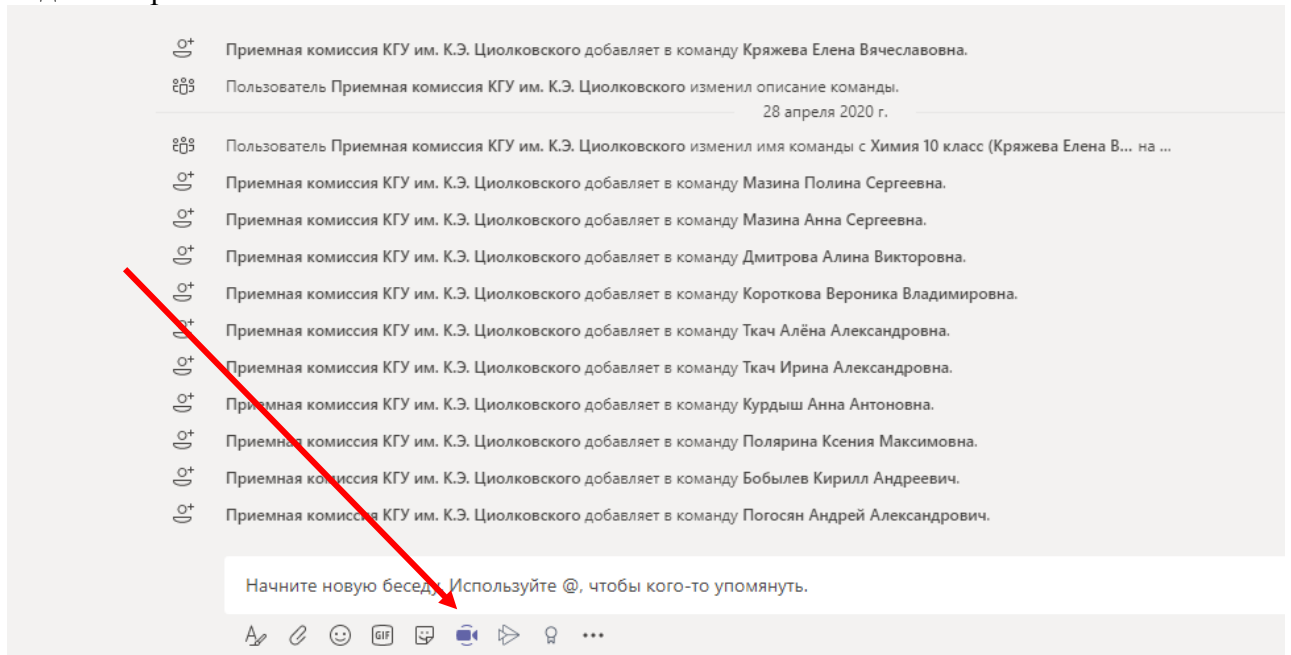 Приемная комиссия КГУ им. К.Э. Циолковского добавляет в команду Кряжева Елена Вячеславовна.
Пользователь Приемная комиссия КГУ им. К.Э. Циолковского изменил описание команды.
28 апреля 2020 г.
Пользователь Приемная комиссия КГУ им. К.Э. Циолковского изменил имя команды с Химия 10 класс (Кряжева Елена В... на ...
Приемная комиссия КГУ им. К.Э. Циолковского добавляет в команду Мазина Полина Сергеевна.
Приемная комиссия КГУ им. К.Э. Циолковского добавляет в команду Мазина Анна Сергеевна.
Приемная комиссия КГУ им. К.Э. Циолковского добавляет в команду Дмитрова Алина Викторовна.
Приемная комиссия КГУ им. К.Э. Циолковского добавляет в команду Короткова Вероника Владимировна.
Приемная комиссия КГУ им. К.Э. Циолковского добавляет в команду Ткач Алёна Александровна.
Приемная комиссия КГУ им. К.Э. Циолковского добавляет в команду Ткач Ирина Александровна.
Приемная комиссия КГУ им. К.Э. Циолковского добавляет в команду Курдыш Анна Антоновна.
Приемная комиссия КГУ им. К.Э. Циолковского добавляет в команду Полярина Ксения Максимовна.
Приемная комиссия КГУ им. К.Э. Циолковского добавляет в команду Бобылев Кирилл Андреевич.
Приемная комиссия КГУ им. К.Э. Циолковского добавляет в команду Погосян Андрей Александрович.
Начните новую беседу. Используйте @, чтобы кого-то упомянуть.
GIF